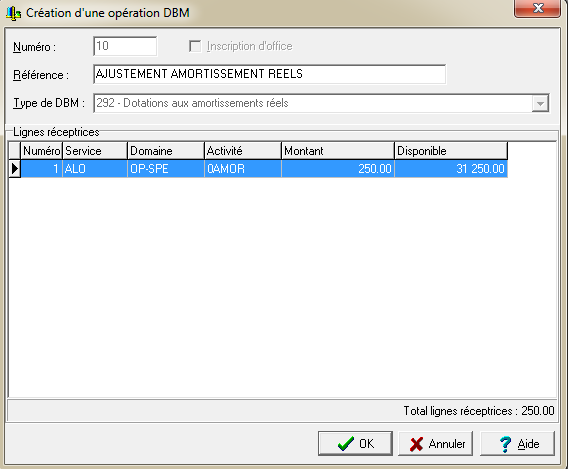 Création d'une opération DBM
Numéro : 10 Inscription d'office
Référence : AJUSTEMENT AMORTISSEMENT REELS
Type de DBM : 292 - Dotations aux amortissements réels
Lignes réceptrices
Numéro Service Domaine Activité Montant Disponible
1 ALO OP-SPE 0AMOR 250.00 31 250.00
Total lignes réceptrices : 250.00
OK Annuler Aide